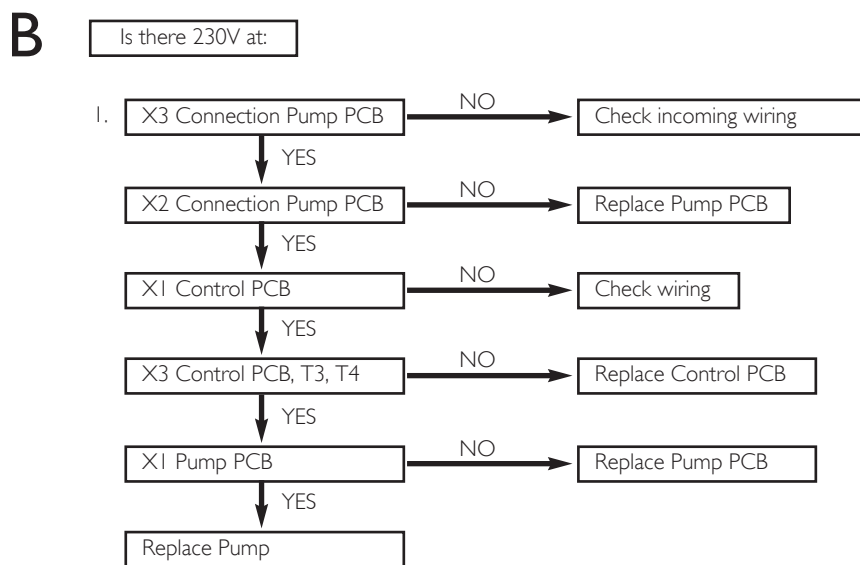 B
Is there 230V at:
1. X3 Connection Pump PCB NO Check incoming wiring
YES
X2 Connection Pump PCB NO Replace Pump PCB
YES
X1 Control PCB NO Check wiring
YES
X3 Control PCB, T3, T4 NO Replace Control PCB
YES
X1 Pump PCB NO Replace Pump PCB
YES
Replace Pump